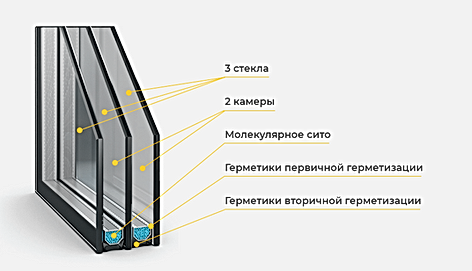 3 стекла
2 камеры
Молекулярное сито
Герметики первичной герметизации
Герметики вторичной герметизации